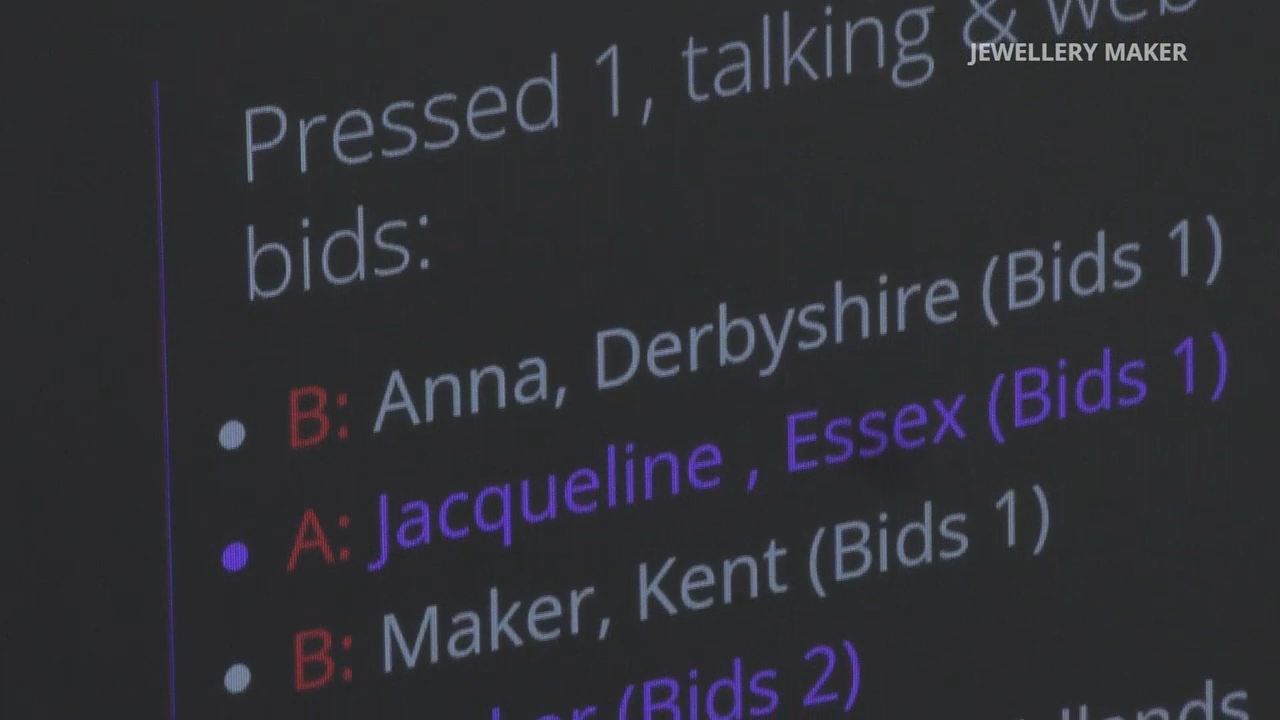 JEWELLERY MAKER
Pressed 1, talking & web
bids:
• B: Anna, Derbyshire (Bids 1)
• A: Jacqueline , Essex (Bids 1)
• B: Maker, Kent (Bids 1)
(Bids 2)